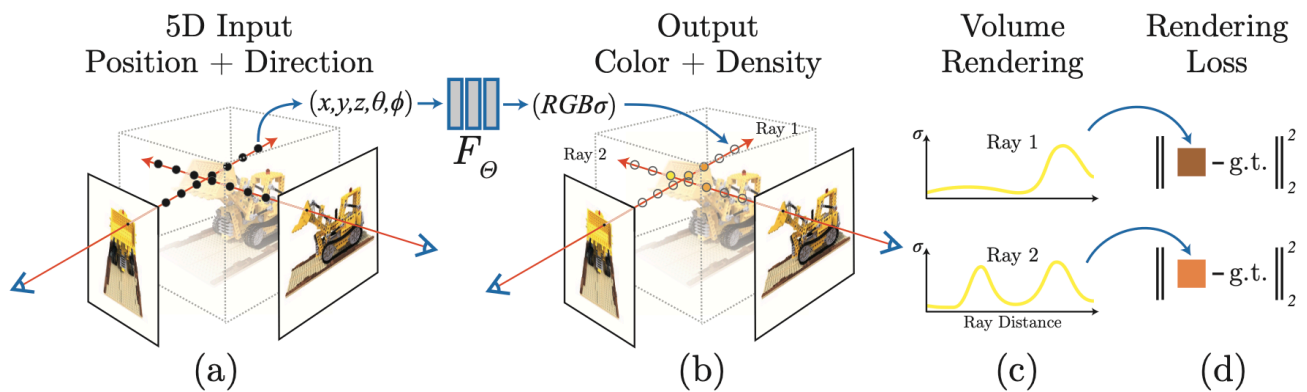 5D Input
Position + Direction
Output
Color + Density
Volume
Rendering
Rendering
Loss
(x,y,z,θ,ϕ)
F_Θ
(RGBσ)
Ray 1
Ray 2
σ
Ray 1
‖ – g.t. ‖²₂
σ
Ray 2
‖ – g.t. ‖²₂
Ray Distance
(a)
(b)
(c)
(d)